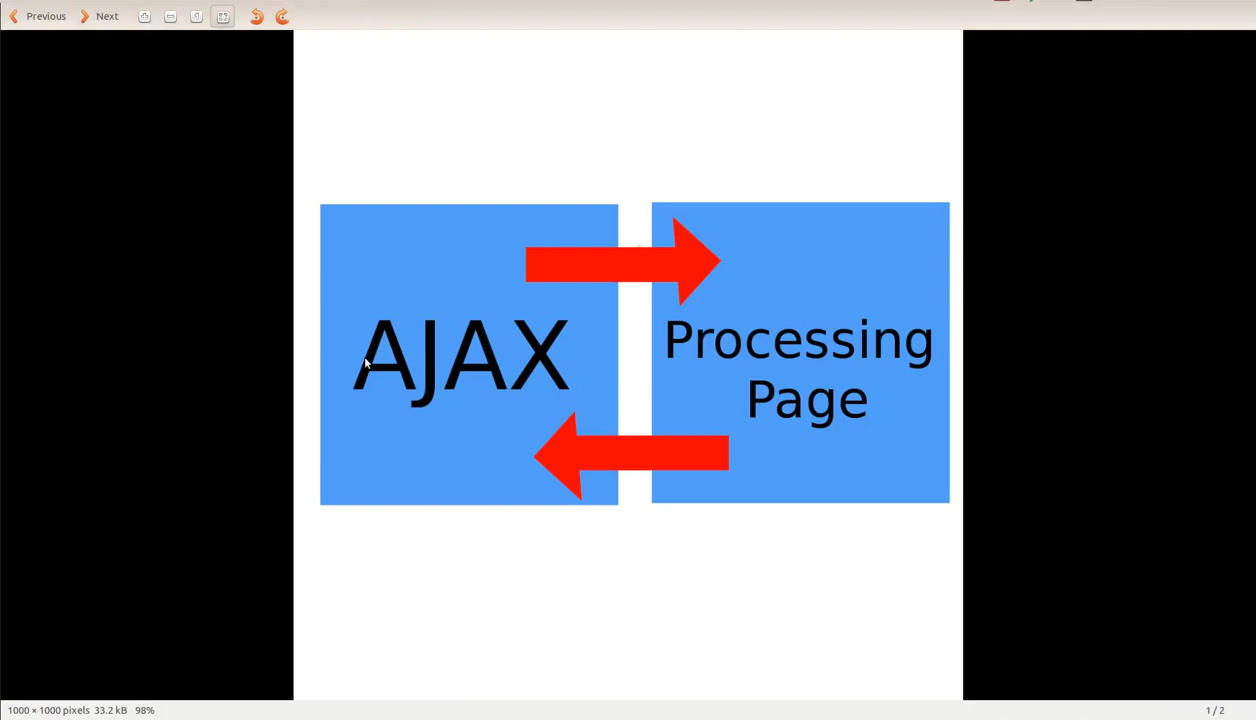 Previous Next
AJAX
Processing
Page
1000 × 1000 pixels 33.2 kB 98%
1 / 2